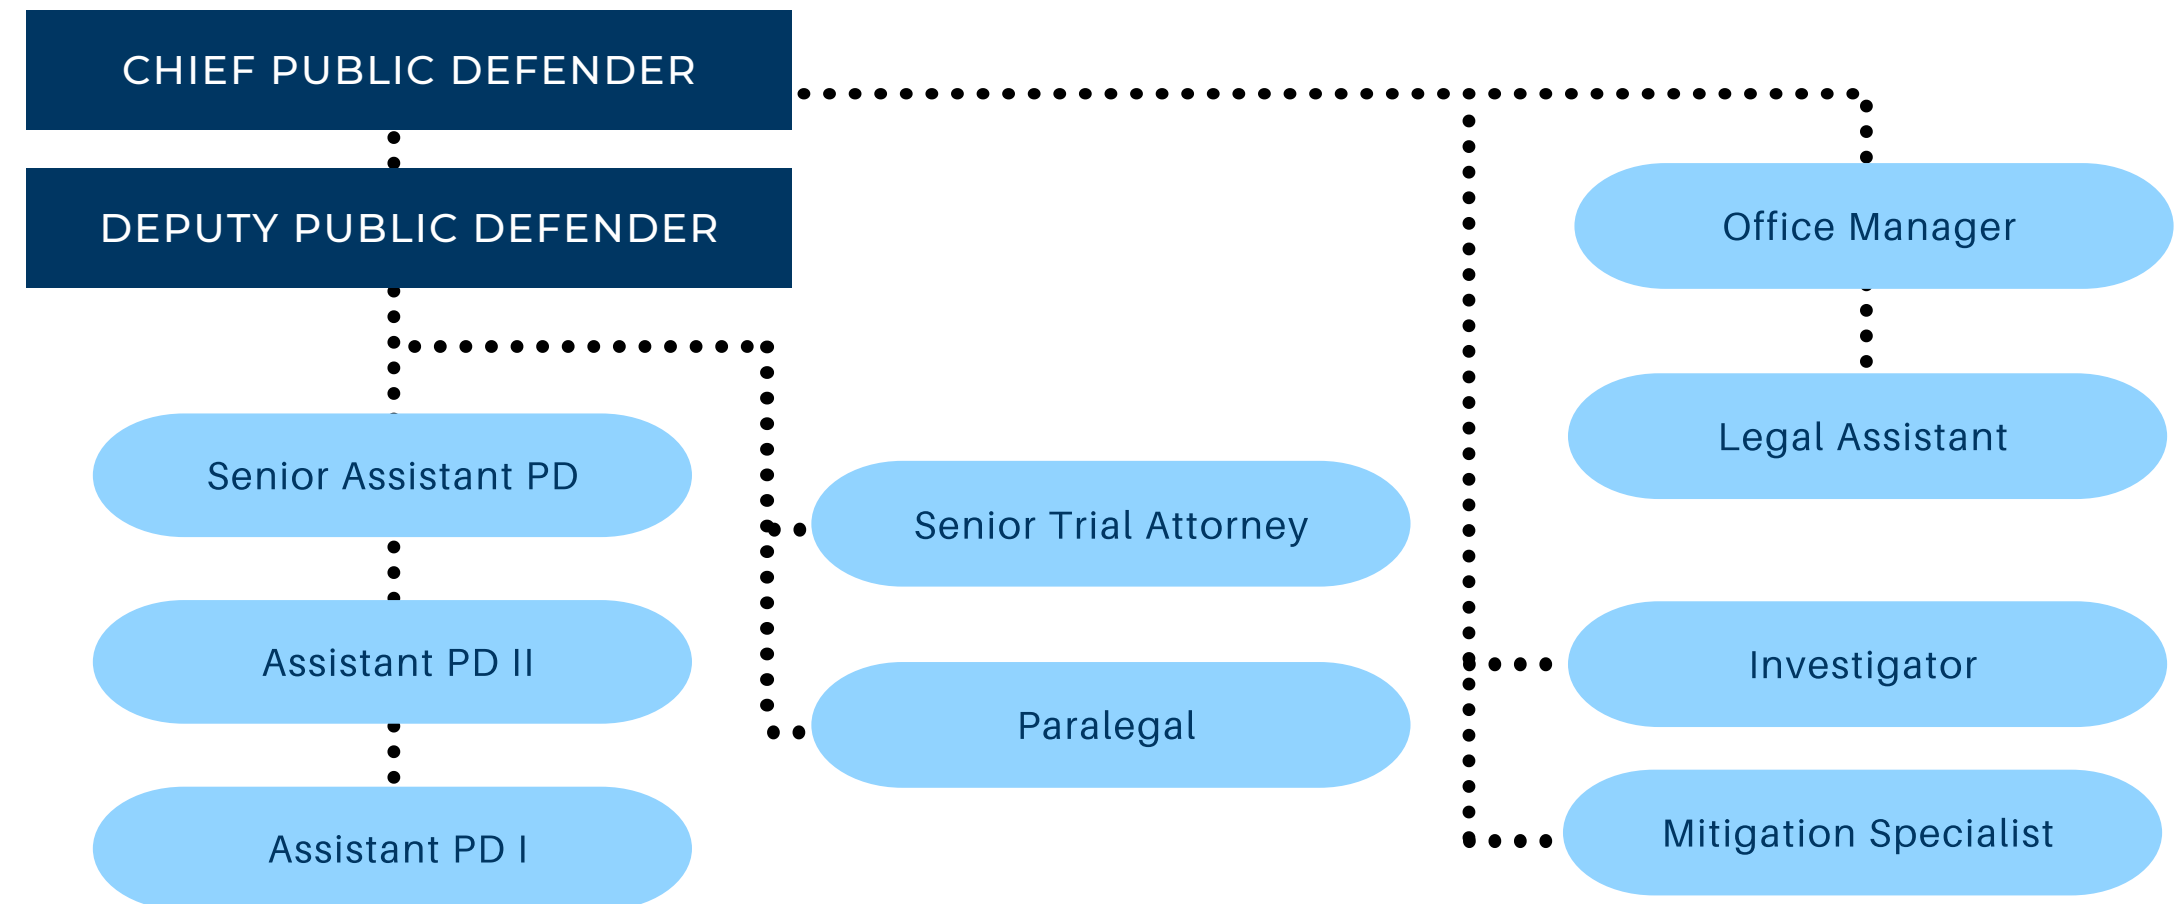 CHIEF PUBLIC DEFENDER
DEPUTY PUBLIC DEFENDER
Senior Assistant PD
Assistant PD II
Assistant PD I
Senior Trial Attorney
Paralegal
Office Manager
Legal Assistant
Investigator
Mitigation Specialist